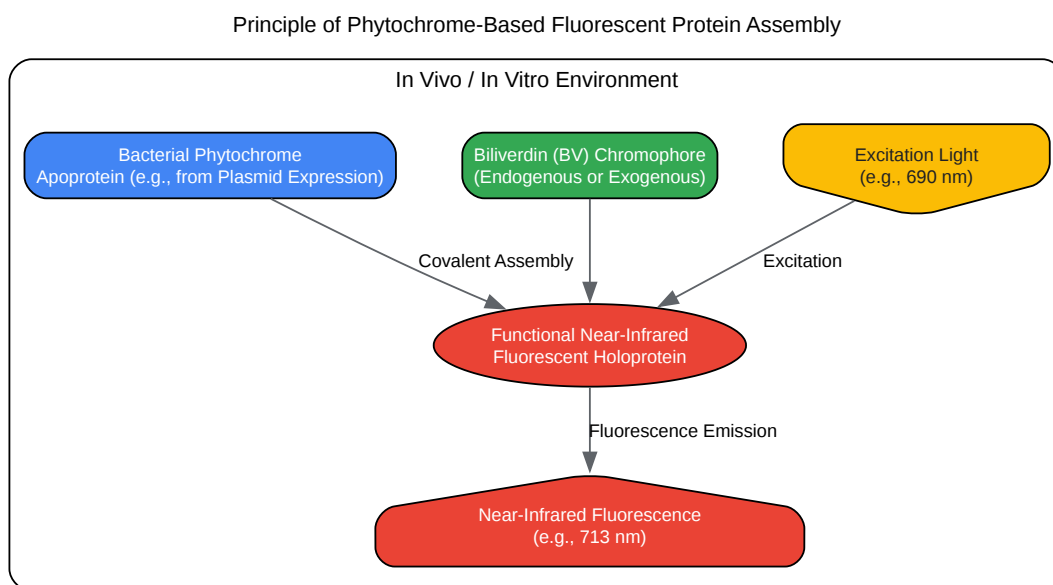 Principle of Phytochrome-Based Fluorescent Protein Assembly
In Vivo / In Vitro Environment
Bacterial Phytochrome
Apoprotein (e.g., from Plasmid Expression)
Biliverdin (BV) Chromophore
(Endogenous or Exogenous)
Excitation Light
(e.g., 690 nm)
Covalent Assembly
Excitation
Functional Near-Infrared
Fluorescent Holoprotein
Fluorescence Emission
Near-Infrared Fluorescence
(e.g., 713 nm)